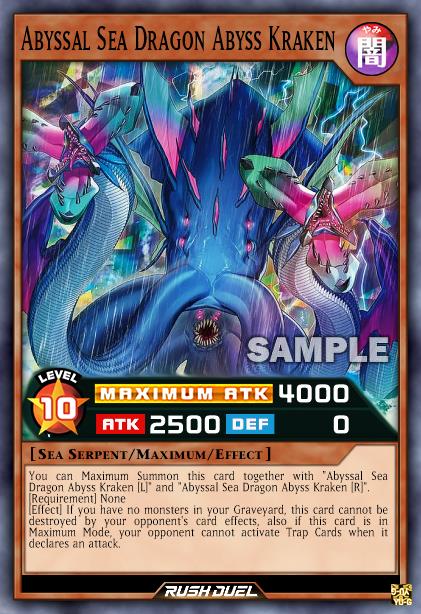 Abyssal Sea Dragon Abyss Kraken
やみ
闇
SAMPLE
LEVEL
10
MAXIMUM ATK 4000
ATK 2500 DEF 0
[Sea Serpent/Maximum/Effect]
You can Maximum Summon this card together with "Abyssal Sea
Dragon Abyss Kraken [L]" and "Abyssal Sea Dragon Abyss Kraken [R]".
[Requirement] None
[Effect] If you have no monsters in your Graveyard, this card cannot be
destroyed by your opponent's card effects, also if this card is in
Maximum Mode, your opponent cannot activate Trap Cards when it
declares an attack.
RUSH DUEL